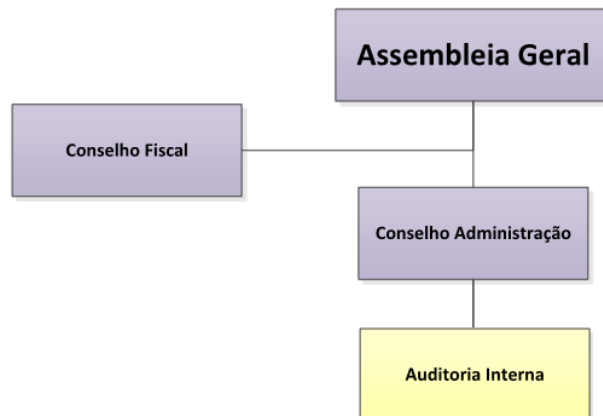 Assembleia Geral
Conselho Fiscal
Conselho Administração
Auditoria Interna